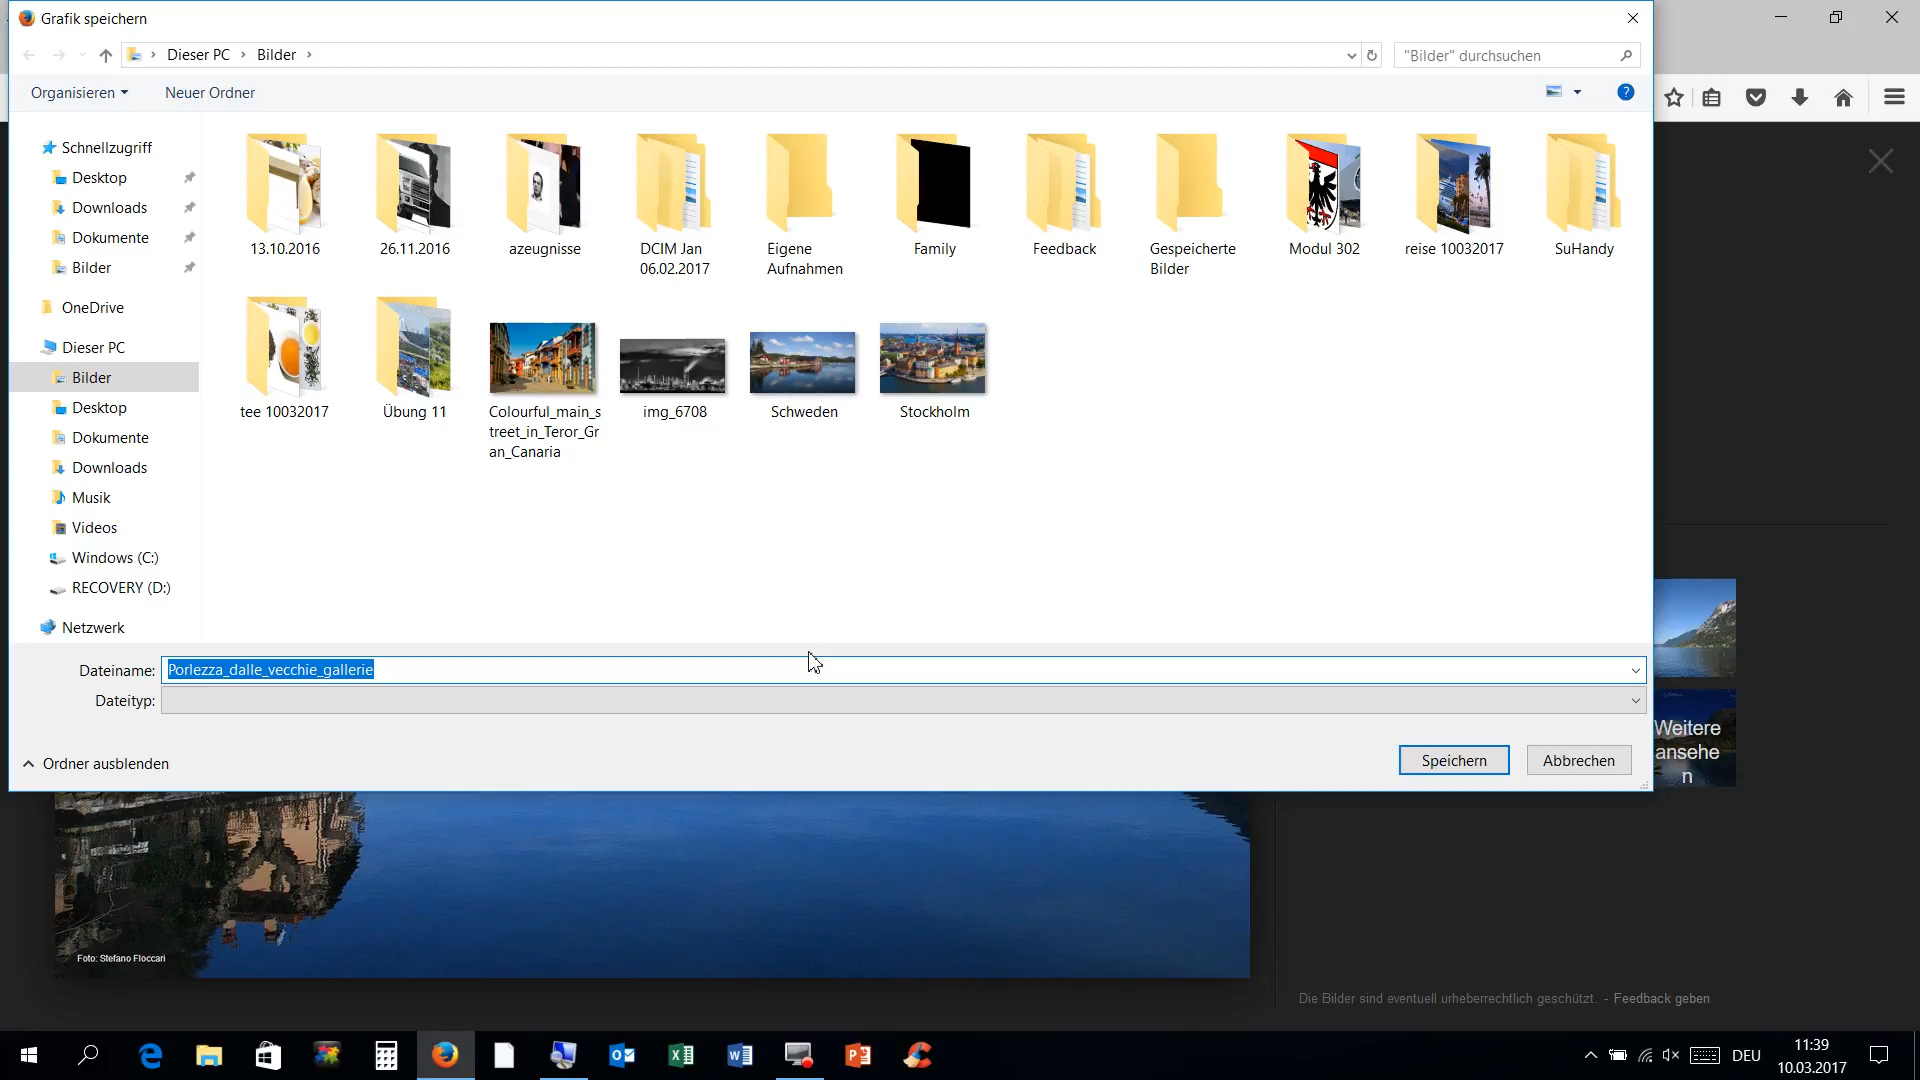 Grafik speichern
Dieser PC
Bilder
"Bilder" durchsuchen
Organisieren
Neuer Ordner
?
Schnellzugriff
Desktop
Downloads
Dokumente
Bilder
OneDrive
Dieser PC
Bilder
Desktop
Dokumente
Downloads
Musik
Videos
Windows (C:)
RECOVERY (D:)
Netzwerk
13.10.2016
26.11.2016
azeugnisse
DCIM Jan
06.02.2017
Eigene
Aufnahmen
Family
Feedback
Gespeicherte
Bilder
Modul 302
reise 10032017
SuHandy
tee 10032017
Übung 11
Colourful_main_s
treet_in_Teror_Gr
an_Canaria
img_6708
Schweden
Stockholm
Dateiname:
Porlezza_dalle_vecchie_gallerie
Dateityp:
Ordner ausblenden
Speichern
Abbrechen
Weitere
ansehe
n
Foto: Stefano Floccari
Die Bilder sind eventuell urheberrechtlich geschützt. - Feedback geben
DEU
11:39
10.03.2017